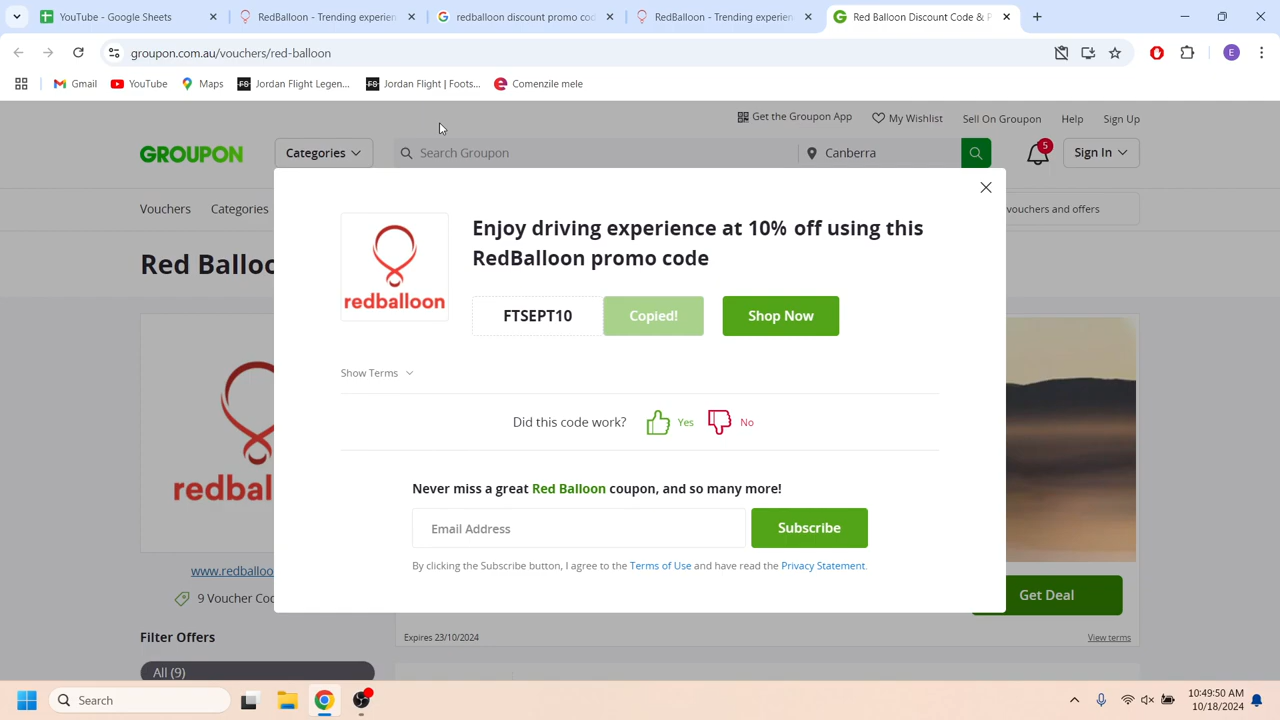 YouTube - Google Sheets
RedBalloon - Trending experien
redballoon discount promo cod
RedBalloon - Trending experien
Red Balloon Discount Code & P
groupon.com.au/vouchers/red-balloon
E
Gmail
YouTube
Maps
FS Jordan Flight Legen...
FS Jordan Flight | Foots...
Comenzile mele
Get the Groupon App
My Wishlist
Sell On Groupon
Help
Sign Up
GROUPON
Categories
Search Groupon
Canberra
5
Sign In
Vouchers
Categories
vouchers and offers
Red Balloo
Enjoy driving experience at 10% off using this
RedBalloon promo code
redballoon
FTSEPT10
Copied!
Shop Now
Show Terms
Did this code work?
Yes
No
Never miss a great Red Balloon coupon, and so many more!
Email Address
Subscribe
By clicking the Subscribe button, I agree to the Terms of Use and have read the Privacy Statement.
redbal
www.redballoo
9 Voucher Coc
Get Deal
Filter Offers
Expires 23/10/2024
View terms
All (9)
Search
10:49:50 AM
10/18/2024